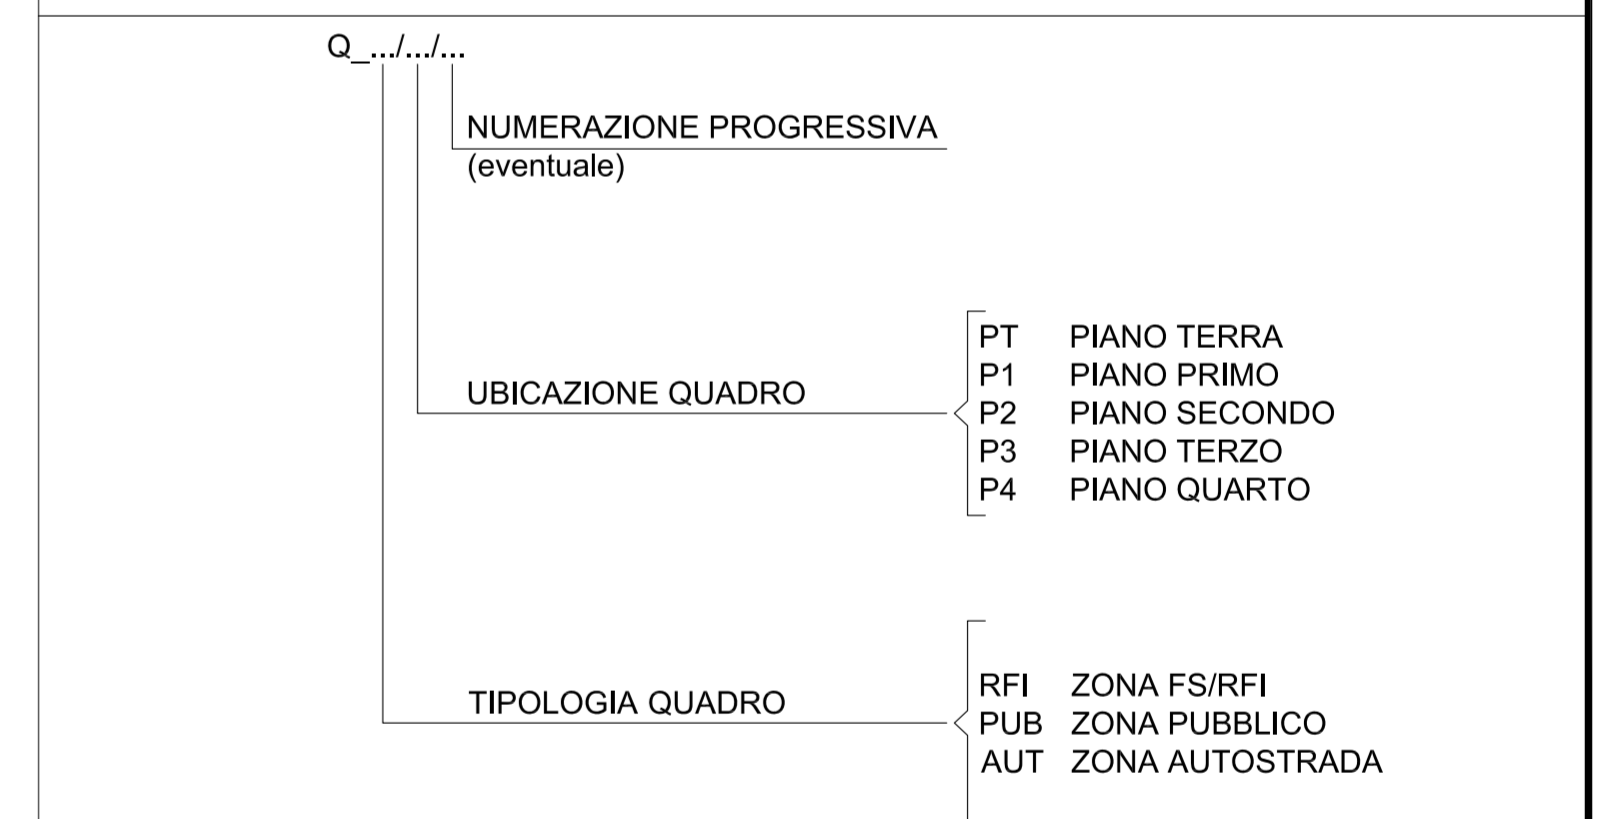 Q_.../.../...
NUMERAZIONE PROGRESSIVA
(eventuale)
UBICAZIONE QUADRO
PT PIANO TERRA
P1 PIANO PRIMO
P2 PIANO SECONDO
P3 PIANO TERZO
P4 PIANO QUARTO
TIPOLOGIA QUADRO
RFI ZONA FS/RFI
PUB ZONA PUBBLICO
AUT ZONA AUTOSTRADA